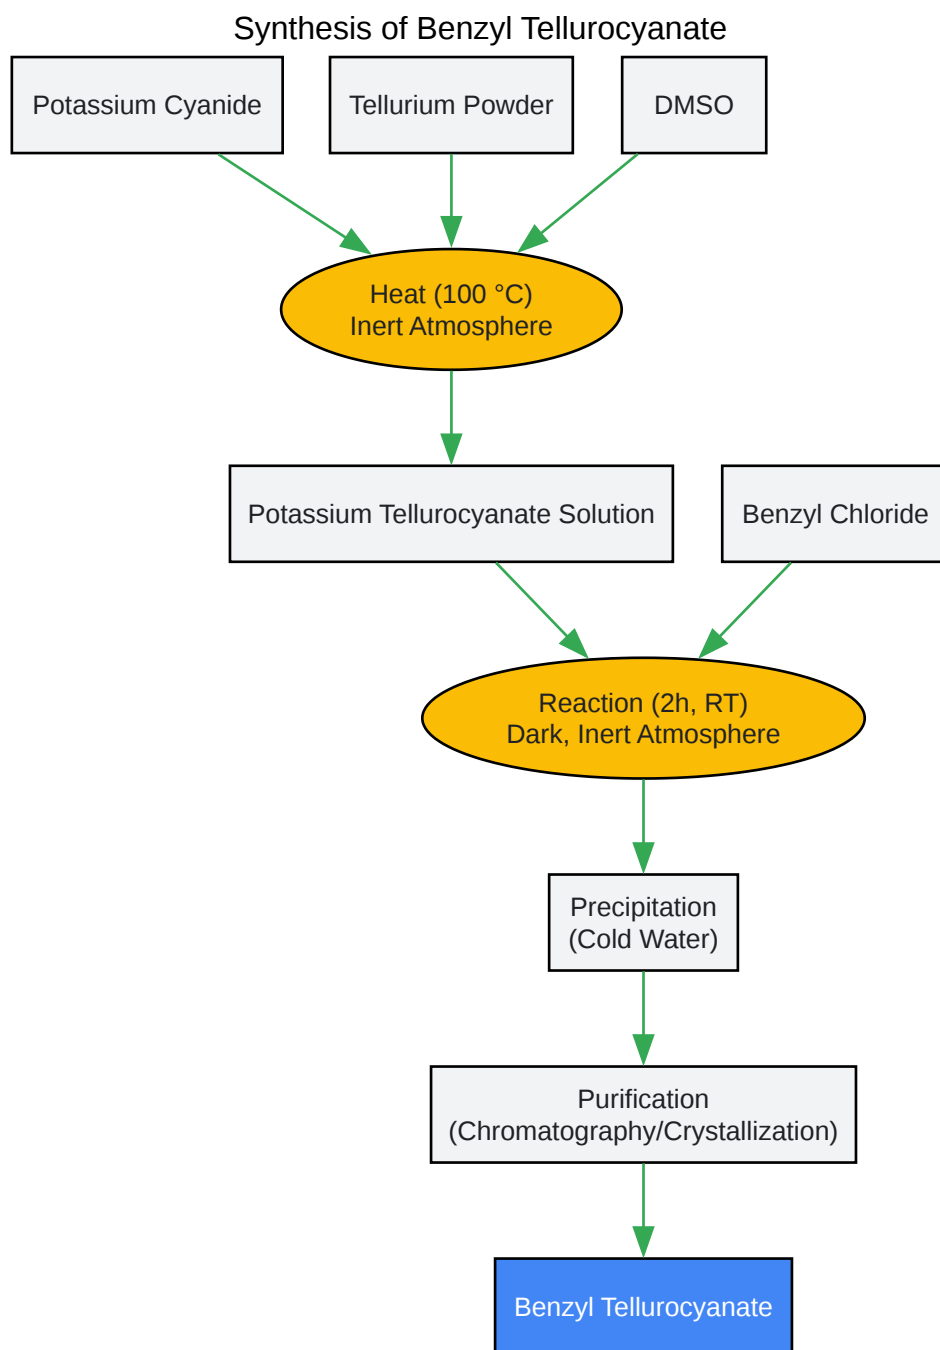 Synthesis of Benzyl Tellurocyanate
Potassium Cyanide
Tellurium Powder
DMSO
Heat (100 °C)
Inert Atmosphere
Potassium Tellurocyanate Solution
Benzyl Chloride
Reaction (2h, RT)
Dark, Inert Atmosphere
Precipitation
(Cold Water)
Purification
(Chromatography/Crystallization)
Benzyl Tellurocyanate